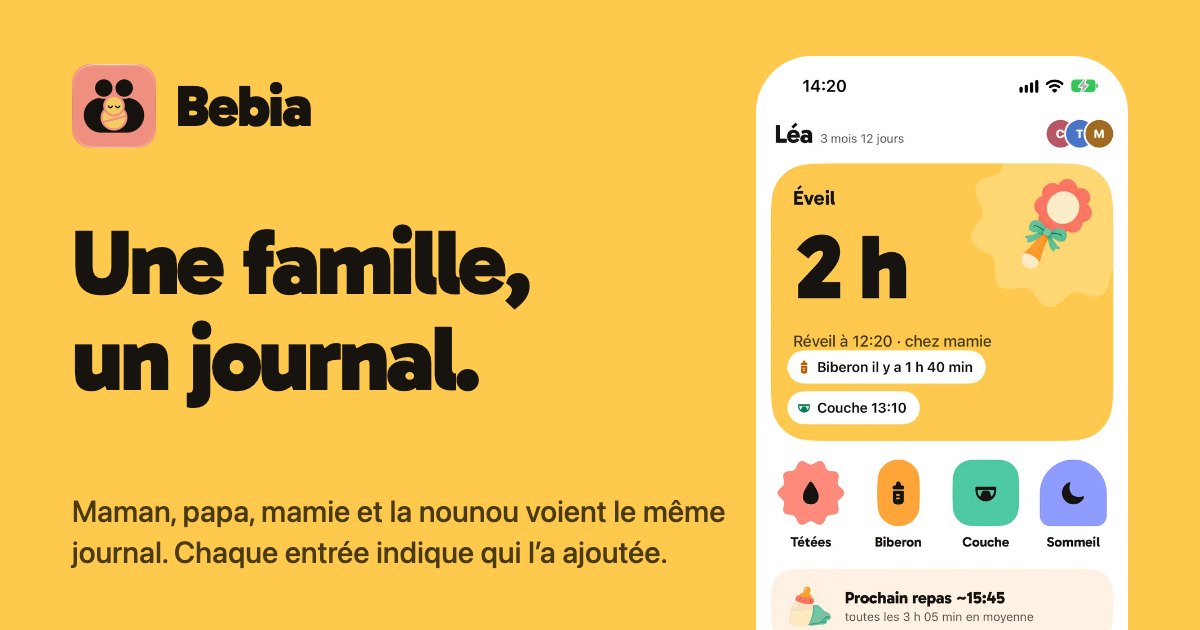 Bebia
Une famille,
un journal.
Maman, papa, mamie et la nounou voient le même
journal. Chaque entrée indique qui l’a ajoutée.
14:20
Léa 3 mois 12 jours
C T M
Éveil
2 h
Réveil à 12:20 · chez mamie
Biberon il y a 1 h 40 min
Couche 13:10
Tétées Biberon Couche Sommeil
Prochain repas ~15:45
toutes les 3 h 05 min en moyenne